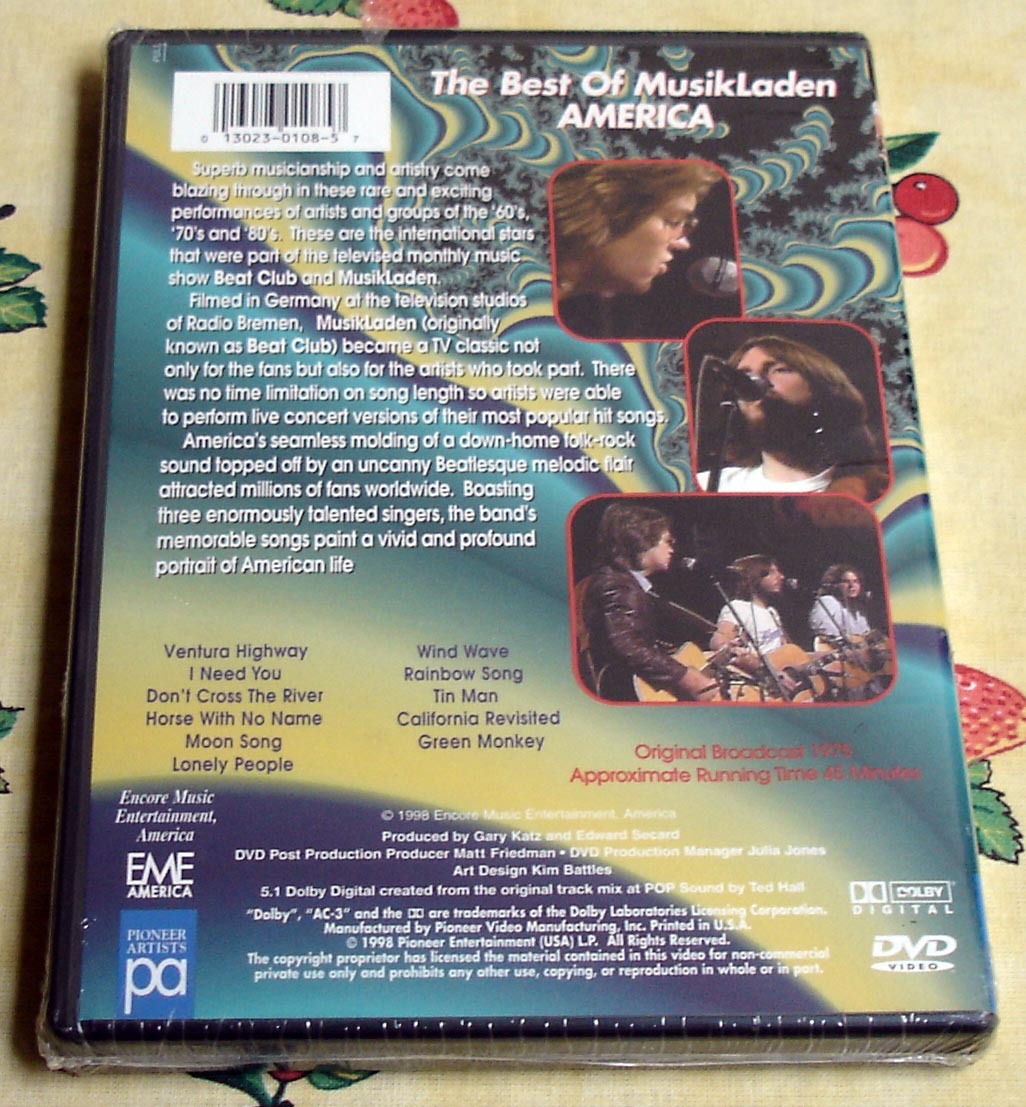 The Best Of MusikLaden
AMERICA
0 13023-0108-5 7
Superb musicianship and artistry come
blazing through in these rare and exciting
performances of artists and groups of the '60's,
'70's and '80's. These are the international stars
that were part of the televised monthly music
show Beat Club and MusikLaden.
Filmed in Germany at the television studios
of Radio Bremen, MusikLaden (originally
known as Beat Club) became a TV classic not
only for the fans but also for the artists who took part. There
was no time limitation on song length so artists were able
to perform live concert versions of their most popular hit songs.
America's seamless molding of a down-home folk-rock
sound topped off by an uncanny Beatlesque melodic flair
attracted millions of fans worldwide. Boasting
three enormously talented singers, the band's
memorable songs paint a vivid and profound
portrait of American life
Ventura Highway
I Need You
Don't Cross The River
Horse With No Name
Moon Song
Lonely People
Wind Wave
Rainbow Song
Tin Man
California Revisited
Green Monkey
Original Broadcast 1975
Approximate Running Time 45 Minutes
Encore Music
Entertainment,
America
EME
AMERICA
PIONEER
ARTISTS
pa
© 1998 Encore Music Entertainment, America
Produced by Gary Katz and Edward Secard
DVD Post Production Producer Matt Friedman • DVD Production Manager Julia Jones
Art Design Kim Battles
5.1 Dolby Digital created from the original track mix at POP Sound by Ted Hall
"Dolby", "AC-3" and the DD are trademarks of the Dolby Laboratories Licensing Corporation.
Manufactured by Pioneer Video Manufacturing, Inc. Printed in U.S.A.
© 1998 Pioneer Entertainment (USA) L.P. All Rights Reserved.
The copyright proprietor has licensed the material contained in this video for non-commercial
private use only and prohibits any other use, copying, or reproduction in whole or in part.
DOLBY
DIGITAL
DVD
VIDEO